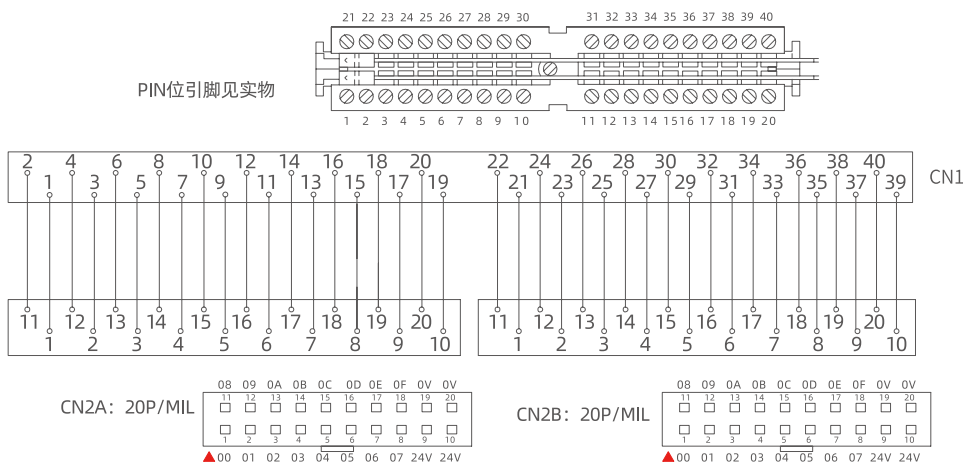 21 22 23 24 25 26 27 28 29 30 31 32 33 34 35 36 37 38 39 40
PIN位引脚见实物
1 2 3 4 5 6 7 8 9 10 11 12 13 14 15 16 17 18 19 20
2 4 6 8 10 12 14 16 18 20 22 24 26 28 30 32 34 36 38 40
1 3 5 7 9 11 13 15 17 19 21 23 25 27 29 31 33 35 37 39
CN1
11 12 13 14 15 16 17 18 19 20 11 12 13 14 15 16 17 18 19 20
1 2 3 4 5 6 7 8 9 10 1 2 3 4 5 6 7 8 9 10
08 09 0A 0B 0C 0D 0E 0F 0V 0V
11 12 13 14 15 16 17 18 19 20
CN2A: 20P/MIL
1 2 3 4 5 6 7 8 9 10
00 01 02 03 04 05 06 07 24V 24V
08 09 0A 0B 0C 0D 0E 0F 0V 0V
11 12 13 14 15 16 17 18 19 20
CN2B: 20P/MIL
1 2 3 4 5 6 7 8 9 10
00 01 02 03 04 05 06 07 24V 24V